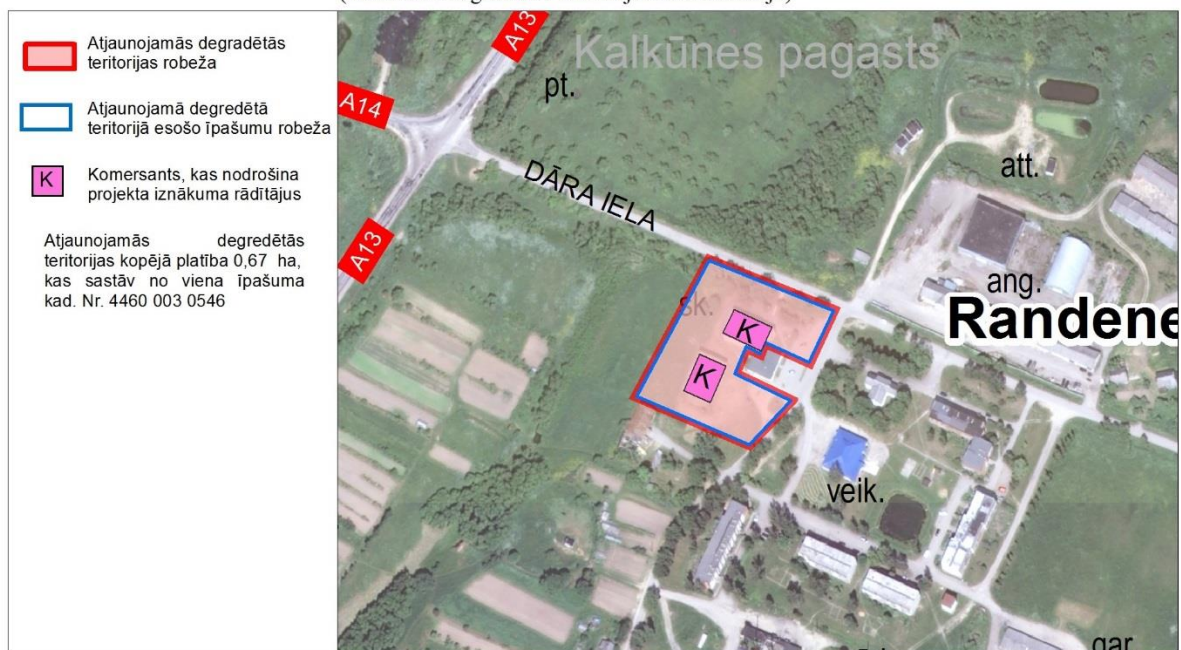 Atjaunojamās degradētās
teritorijas robeža
Atjaunojamā degredētā
teritorijā esošo īpašumu robeža
K
Komersants, kas nodrošina
projekta iznākuma rādītājus
Atjaunojamās degredētās
teritorijas kopējā platība 0,67 ha,
kas sastāv no viena īpašuma
kad. Nr. 4460 003 0546
A13
Kalkūnes pagasts
pt.
A14
att.
DĀRA IELA
A13
ang.
sk.
Randene
K
K
veik.